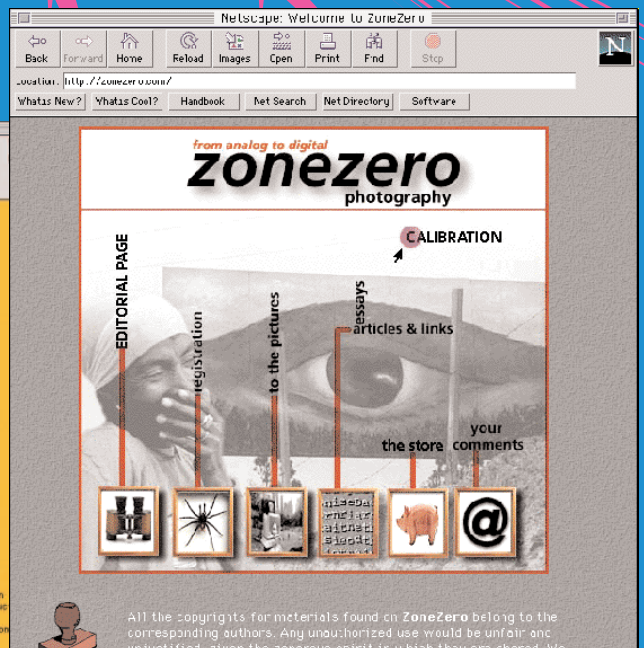 Netscape: Welcome to ZoneZero
Back Forward Home Reload Images Open Print Find Stop
N
Location: http://zonezero.com/
What's New? What's Cool? Handbook Net Search Net Directory Software
from analog to digital
zonezero
photography
CALIBRATION
EDITORIAL PAGE
registration
to the pictures
essays
articles & links
the store
your
comments
@
All the copyrights for materials found on ZoneZero belong to the
corresponding authors. Any unauthorized use would be unfair and